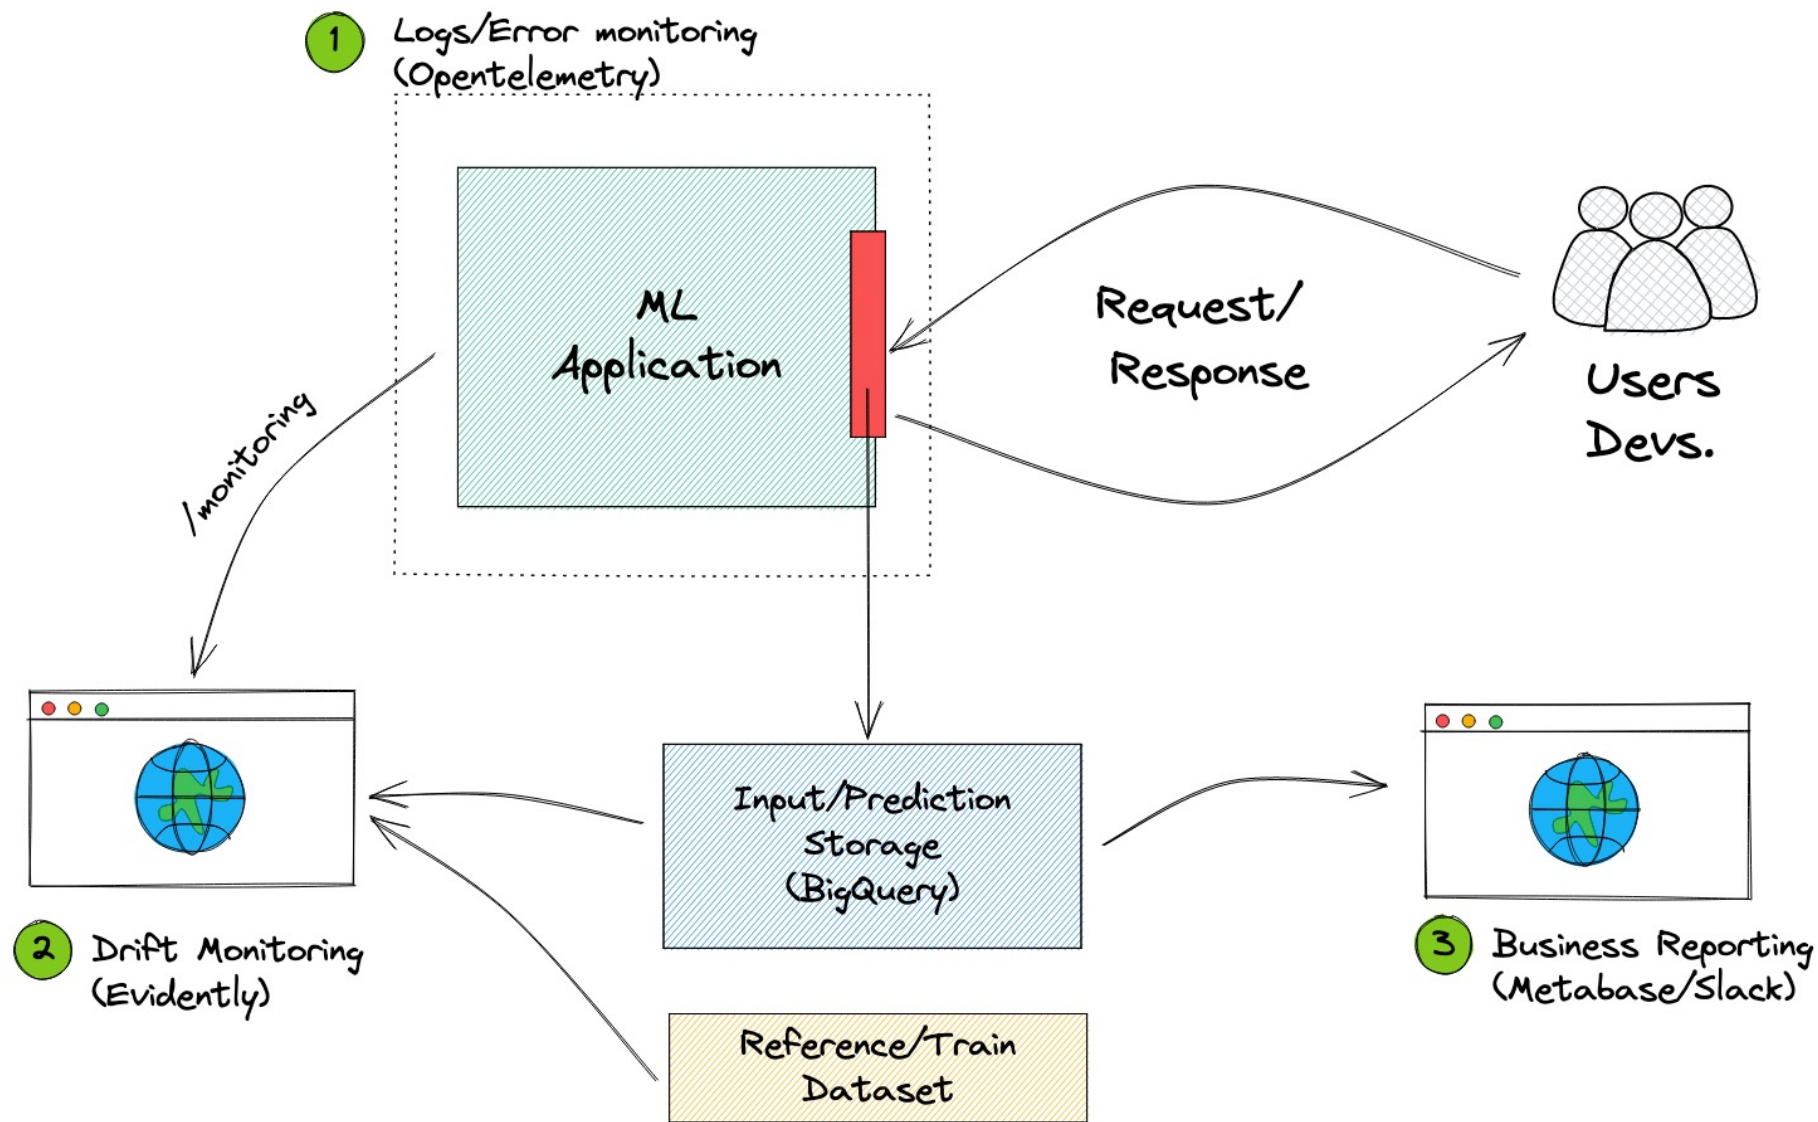 1
Logs/Error monitoring
(Opentelemetry)
ML
Application
Request/
Response
Users
Devs.
/monitoring
Input/Prediction
Storage
(BigQuery)
2
Drift Monitoring
(Evidently)
3
Business Reporting
(Metabase/Slack)
Reference/Train
Dataset